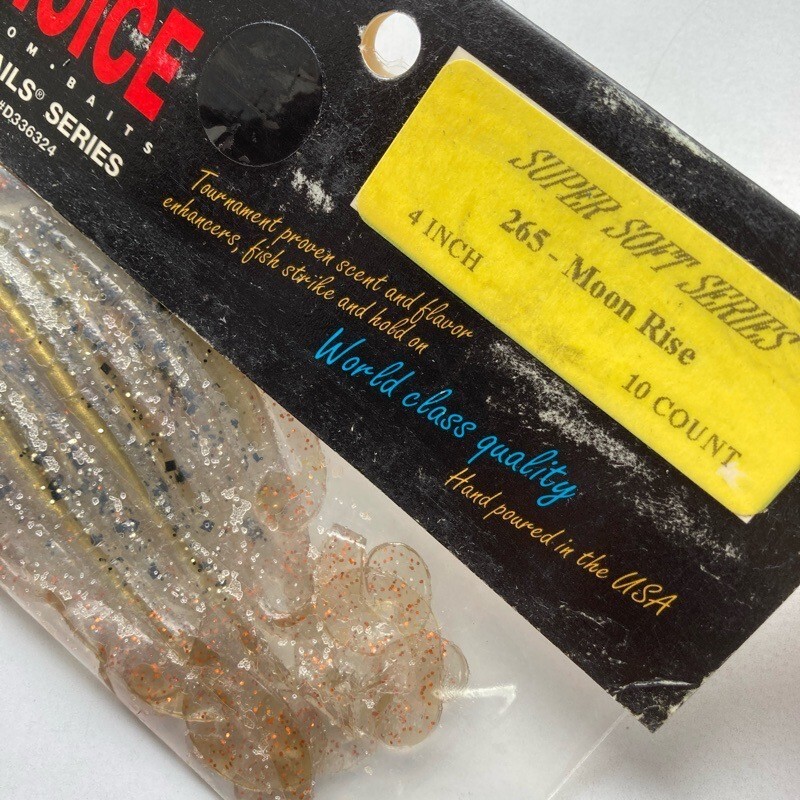 OICE
OM • BAITS
AILS® SERIES
#D336324
Tournament proven scent and flavor
enhancers, fish strike and hold on
World class quality
Hand poured in the USA
SUPER SOFT SERIES
265 - Moon Rise
4 INCH
10 COUNT